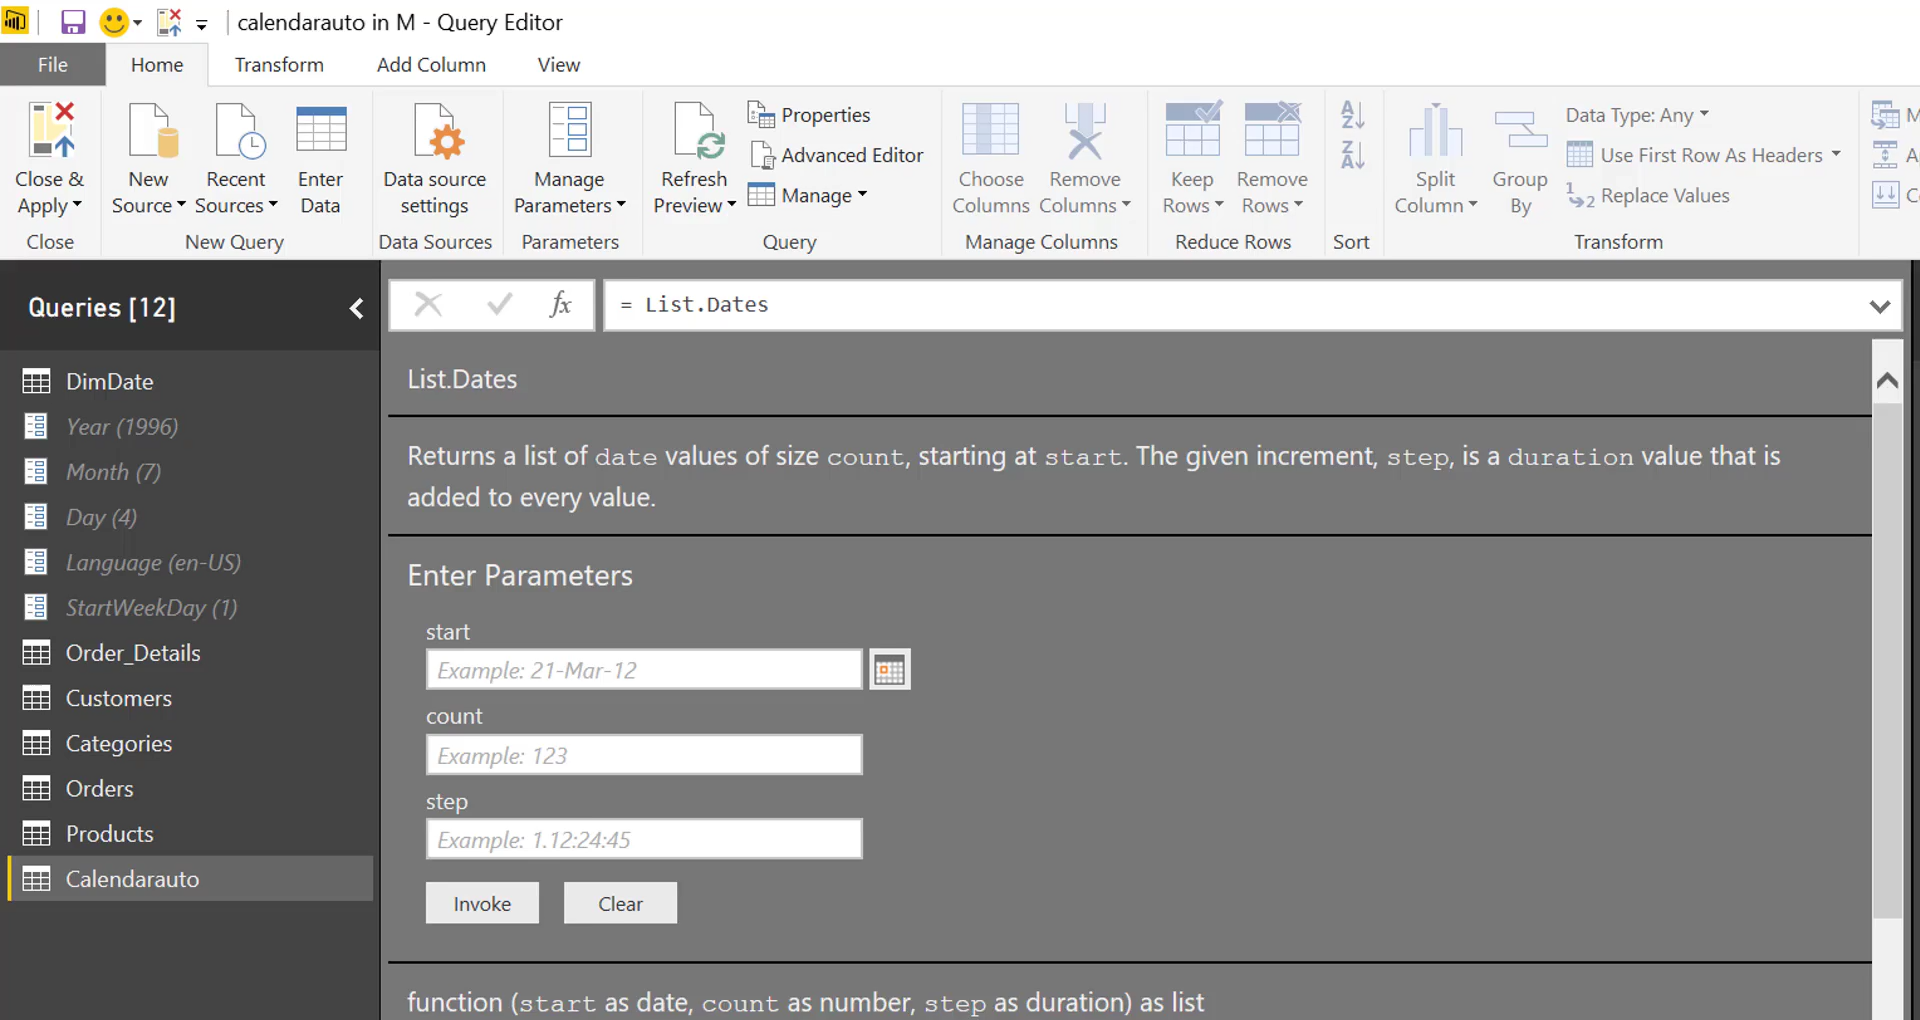 calendarauto in M - Query Editor
File Home Transform Add Column View
Close & Apply
New Source
Recent Sources
Enter Data
Data source settings
Manage Parameters
Refresh Preview
Properties
Advanced Editor
Manage
Choose Columns
Remove Columns
Keep Rows
Remove Rows
A Z
Z A
Split Column
Group By
Data Type: Any
Use First Row As Headers
1 2 Replace Values
Close New Query Data Sources Parameters Query Manage Columns Reduce Rows Sort Transform
Queries [12]
fx = List.Dates
DimDate
Year (1996)
Month (7)
Day (4)
Language (en-US)
StartWeekDay (1)
Order_Details
Customers
Categories
Orders
Products
Calendarauto
List.Dates
Returns a list of date values of size count, starting at start. The given increment, step, is a duration value that is
added to every value.
Enter Parameters
start
Example: 21-Mar-12
count
Example: 123
step
Example: 1.12:24:45
Invoke Clear
function (start as date, count as number, step as duration) as list